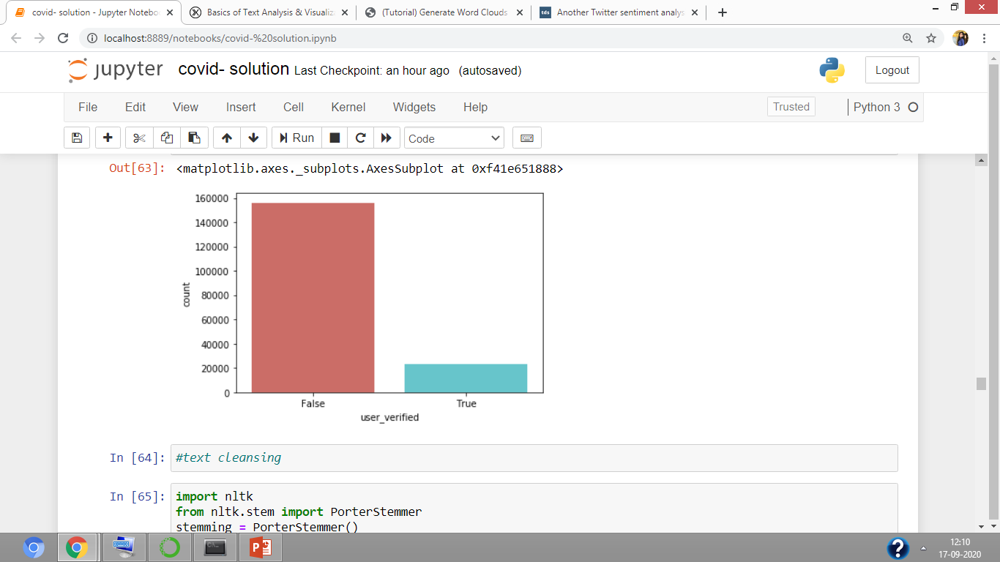 covid- solution - Jupyter Notebo
Basics of Text Analysis & Visualiz
(Tutorial) Generate Word Clouds
tds
Another Twitter sentiment analys
localhost:8889/notebooks/covid-%20solution.ipynb
jupyter
covid- solution Last Checkpoint: an hour ago (autosaved)
Logout
File Edit View Insert Cell Kernel Widgets Help
Trusted
Python 3
Run
Code
Out[63]: <matplotlib.axes._subplots.AxesSubplot at 0xf41e651888>
160000
140000
120000
100000
80000
60000
40000
20000
0
count
False True
user_verified
In [64]: #text cleansing
In [65]: import nltk
from nltk.stem import PorterStemmer
stemming = PorterStemmer()
12:10
17-09-2020